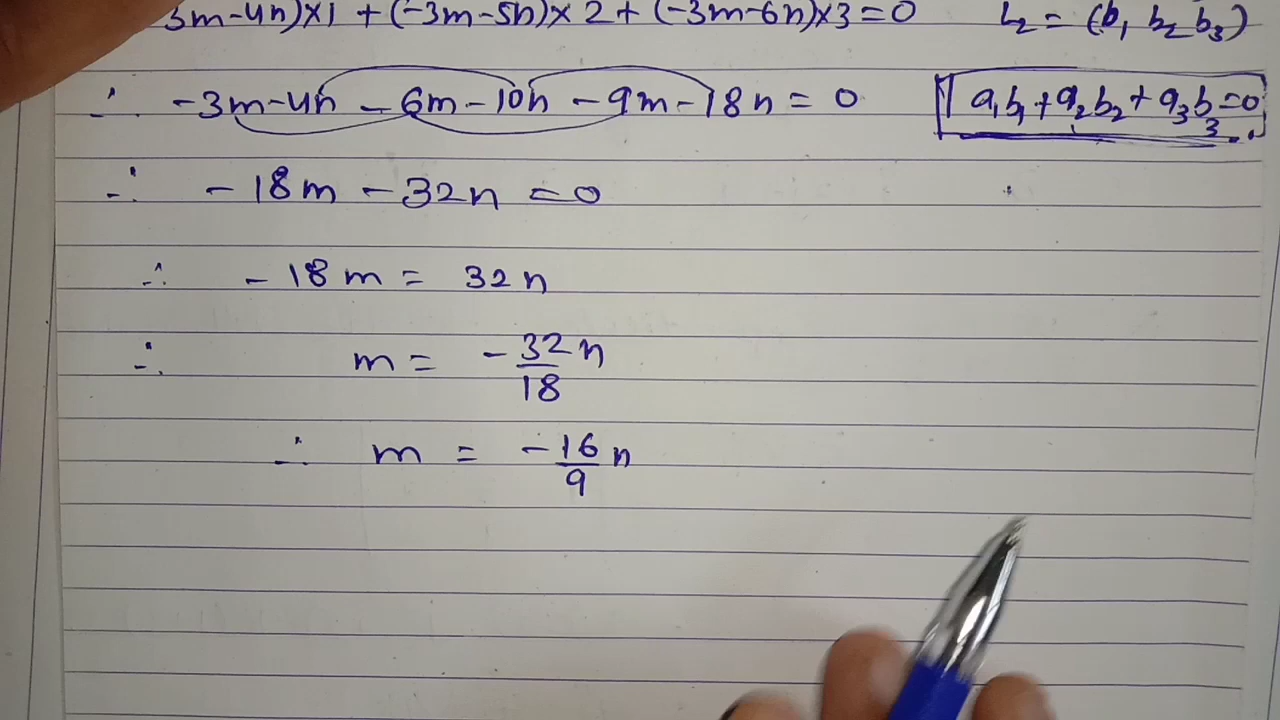 3m-4n)×1 + (-3m-5n)×2 + (-3m-6n)×3=0 b₂ = (b₁ b₂ b₃)
∴ -3m-4n -6m-10n -9m-18n = 0 a₁b₁+a₂b₂+a₃b₃=0
∴ -18m -32n =0
∴ -18m = 32n
∴ m = -32/18 n
∴ m = -16/9 n